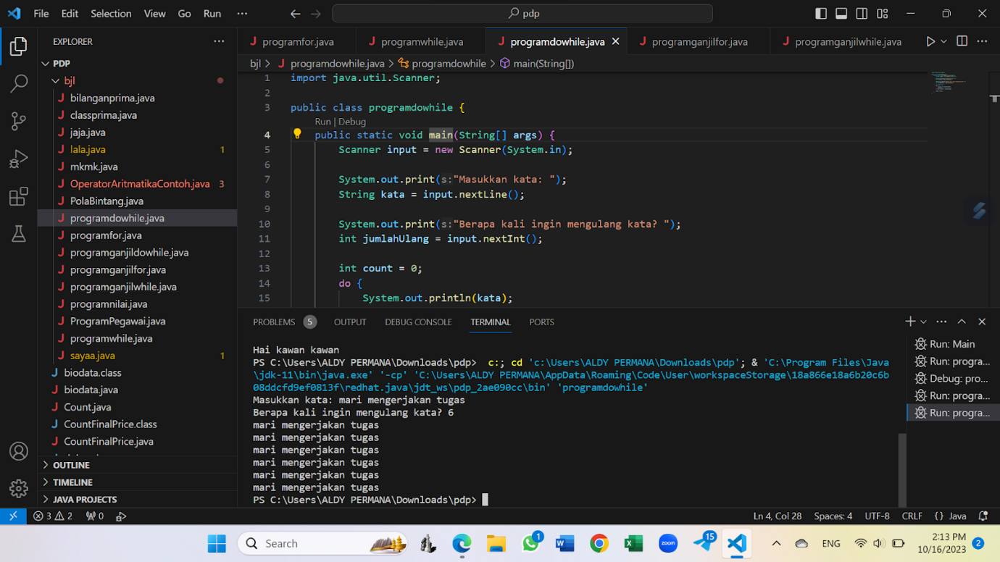 File Edit Selection View Go Run ···
pdp
EXPLORER ···
PDP
bjl
bilanganprima.java
classprima.java
jaja.java
lala.java 1
mkmk.java
OperatorAritmatikaContoh.java 3
PolaBintang.java
programdowhile.java
programfor.java
programganjildowhile.java
programganjilfor.java
programganjilwhile.java
programnilai.java
ProgramPegawai.java
programwhile.java
sayaa.java 1
biodata.class
biodata.java
Count.java
CountFinalPrice.class
CountFinalPrice.java
OUTLINE
TIMELINE
JAVA PROJECTS
programfor.java programwhile.java programdowhile.java programganjilfor.java programganjilwhile.java
bjl > programdowhile.java > programdowhile > main(String[])
1 import java.util.Scanner;
2
3 public class programdowhile {
Run | Debug
4 public static void main(String[] args) {
5 Scanner input = new Scanner(System.in);
6
7 System.out.print(s:"Masukkan kata: ");
8 String kata = input.nextLine();
9
10 System.out.print(s:"Berapa kali ingin mengulang kata? ");
11 int jumlahUlang = input.nextInt();
12
13 int count = 0;
14 do {
15 System.out.println(kata);
PROBLEMS 5 OUTPUT DEBUG CONSOLE TERMINAL PORTS
Hai kawan kawan
PS C:\Users\ALDY PERMANA\Downloads\pdp> c:; cd 'c:\Users\ALDY PERMANA\Downloads\pdp'; & 'C:\Program Files\Java
\jdk-11\bin\java.exe' '-cp' 'C:\Users\ALDY PERMANA\AppData\Roaming\Code\User\workspaceStorage\18a866e18a6b20c6b
08ddcfd9ef0813f\redhat.java\jdt_ws\pdp_2ae090cc\bin' 'programdowhile'
Masukkan kata: mari mengerjakan tugas
Berapa kali ingin mengulang kata? 6
mari mengerjakan tugas
mari mengerjakan tugas
mari mengerjakan tugas
mari mengerjakan tugas
mari mengerjakan tugas
mari mengerjakan tugas
PS C:\Users\ALDY PERMANA\Downloads\pdp>
Run: Main
Run: progra...
Debug: pro...
Run: progra...
Run: progra...
3 2 0
Ln 4, Col 28 Spaces: 4 UTF-8 CRLF {} Java
Search
zoom
1
15
ENG
2:13 PM
10/16/2023
2